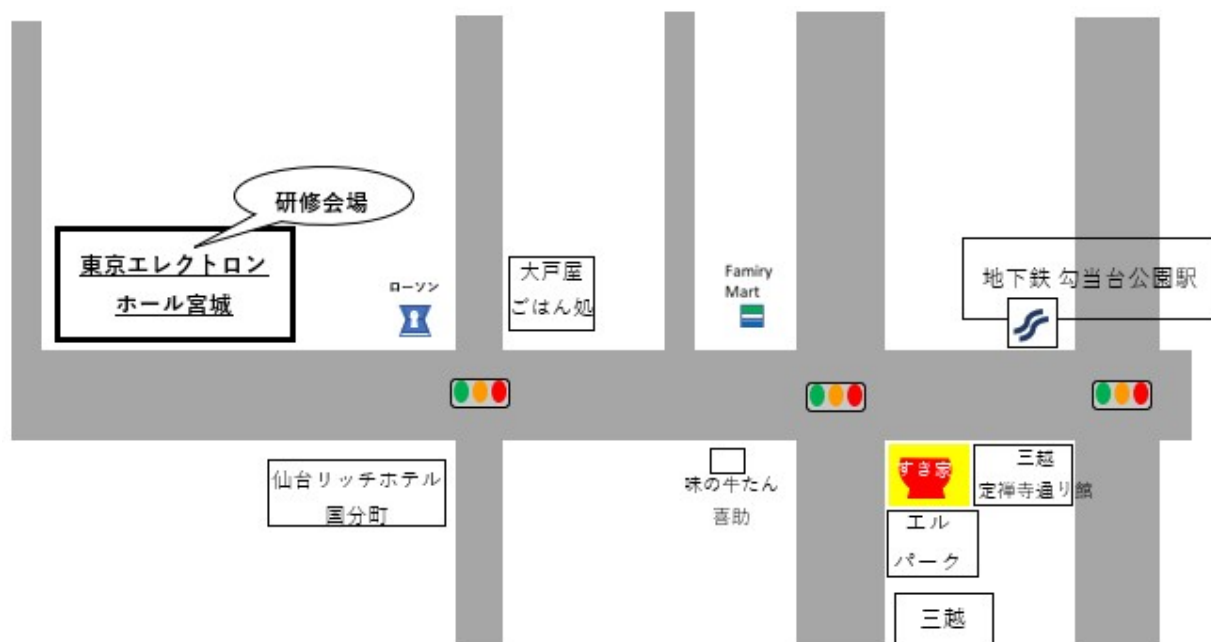 研修会場
東京エレクトロン
ホール宮城
ローソン
大戸屋
ごはん処
Famiry
Mart
地下鉄 勾当台公園駅
仙台リッチホテル
国分町
味の牛たん
喜助
すき家
三越
定禅寺通り館
エル
パーク
三越